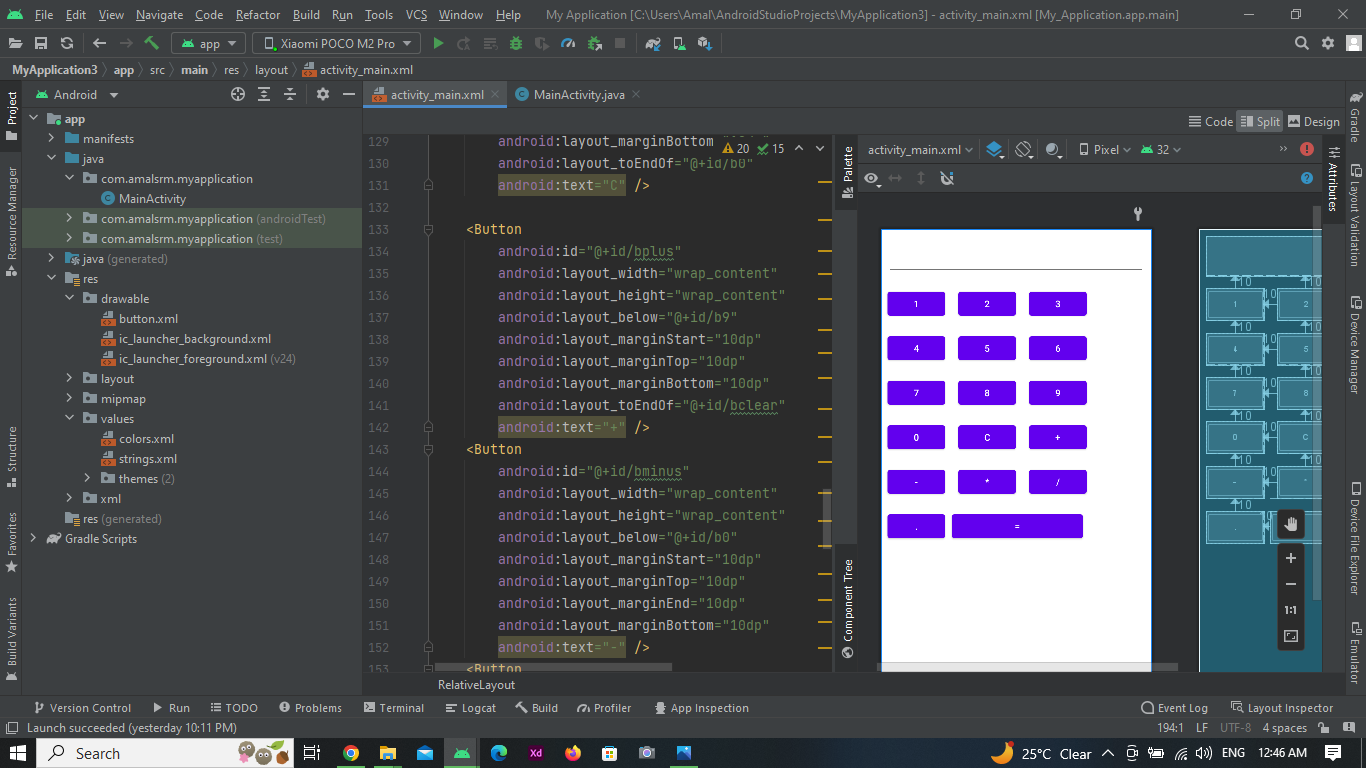 File Edit View Navigate Code Refactor Build Run Tools VCS Window Help My Application [C:\Users\Amal\AndroidStudioProjects\MyApplication3] - activity_main.xml [My_Application.app.main]
app Xiaomi POCO M2 Pro
MyApplication3 app src main res layout activity_main.xml
Project
Resource Manager
Structure
Favorites
Build Variants
Android
app
manifests
java
com.amalsrm.myapplication
MainActivity
com.amalsrm.myapplication (androidTest)
com.amalsrm.myapplication (test)
java (generated)
res
drawable
button.xml
ic_launcher_background.xml
ic_launcher_foreground.xml (v24)
layout
mipmap
values
colors.xml
strings.xml
themes (2)
xml
res (generated)
Gradle Scripts
activity_main.xml MainActivity.java
Code Split Design
20 15
129 android:layout_marginBottom
130 android:layout_toEndOf="@+id/b0"
131 android:text="C" />
132
133 <Button
134 android:id="@+id/bplus"
135 android:layout_width="wrap_content"
136 android:layout_height="wrap_content"
137 android:layout_below="@+id/b9"
138 android:layout_marginStart="10dp"
139 android:layout_marginTop="10dp"
140 android:layout_marginBottom="10dp"
141 android:layout_toEndOf="@+id/bclear"
142 android:text="+" />
143 <Button
144 android:id="@+id/bminus"
145 android:layout_width="wrap_content"
146 android:layout_height="wrap_content"
147 android:layout_below="@+id/b0"
148 android:layout_marginStart="10dp"
149 android:layout_marginTop="10dp"
150 android:layout_marginEnd="10dp"
151 android:layout_marginBottom="10dp"
152 android:text="-" />
153 <Button
RelativeLayout
Palette
Component Tree
activity_main.xml Pixel 32
1 2 3
4 5 6
7 8 9
0 C +
- * /
. =
10 10
1 2
10 10
4 5
10 10
7 8
10 10
0 C
10 10
- *
10
.
1:1
Attributes
Gradle
Layout Validation
Device Manager
Device File Explorer
Emulator
Version Control Run TODO Problems Terminal Logcat Build Profiler App Inspection Event Log Layout Inspector
Launch succeeded (yesterday 10:11 PM) 194:1 LF UTF-8 4 spaces
Search Xd 25°C Clear ENG 12:46 AM